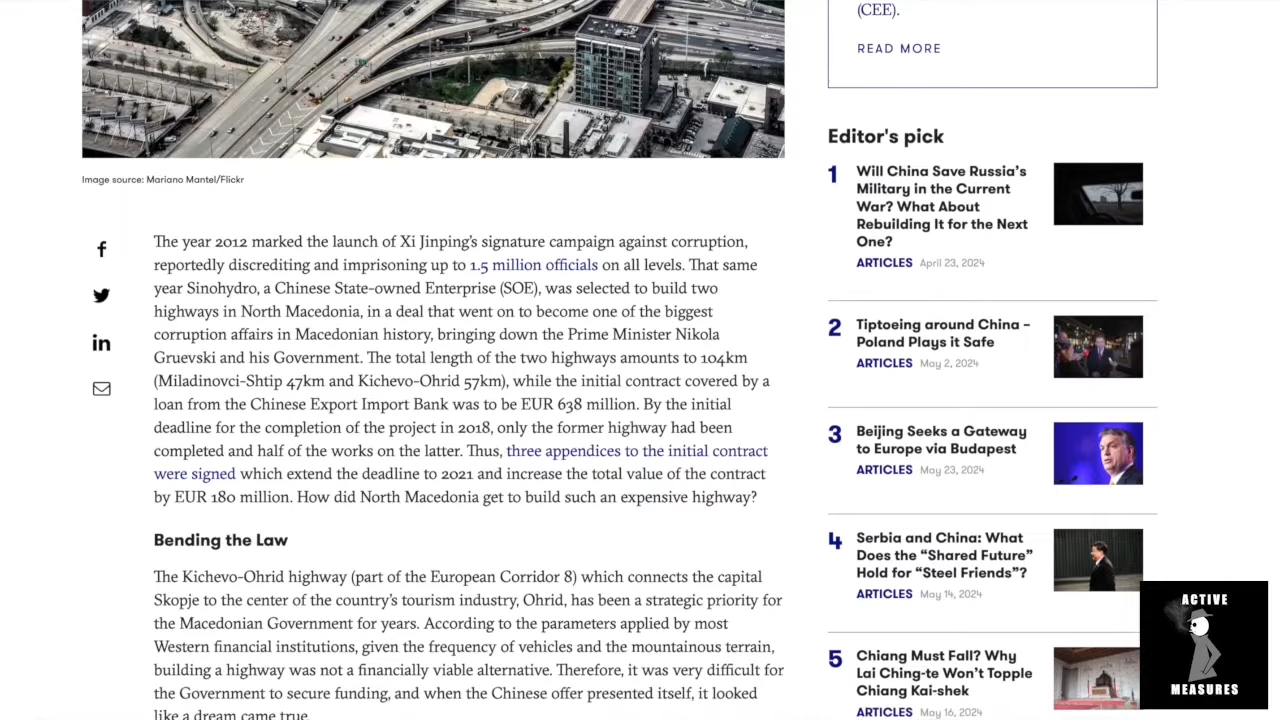 (CEE).
READ MORE
Image source: Mariano Mantel/Flickr
The year 2012 marked the launch of Xi Jinping's signature campaign against corruption,
reportedly discrediting and imprisoning up to 1.5 million officials on all levels. That same
year Sinohydro, a Chinese State-owned Enterprise (SOE), was selected to build two
highways in North Macedonia, in a deal that went on to become one of the biggest
corruption affairs in Macedonian history, bringing down the Prime Minister Nikola
Gruevski and his Government. The total length of the two highways amounts to 104km
(Miladinovci-Shtip 47km and Kichevo-Ohrid 57km), while the initial contract covered by a
loan from the Chinese Export Import Bank was to be EUR 638 million. By the initial
deadline for the completion of the project in 2018, only the former highway had been
completed and half of the works on the latter. Thus, three appendices to the initial contract
were signed which extend the deadline to 2021 and increase the total value of the contract
by EUR 180 million. How did North Macedonia get to build such an expensive highway?
Bending the Law
The Kichevo-Ohrid highway (part of the European Corridor 8) which connects the capital
Skopje to the center of the country's tourism industry, Ohrid, has been a strategic priority for
the Macedonian Government for years. According to the parameters applied by most
Western financial institutions, given the frequency of vehicles and the mountainous terrain,
building a highway was not a financially viable alternative. Therefore, it was very difficult for
the Government to secure funding, and when the Chinese offer presented itself, it looked
like a dream came true.
Editor's pick
1
Will China Save Russia's
Military in the Current
War? What About
Rebuilding It for the Next
One?
ARTICLES April 23, 2024
2
Tiptoeing around China –
Poland Plays it Safe
ARTICLES May 2, 2024
3
Beijing Seeks a Gateway
to Europe via Budapest
ARTICLES May 23, 2024
4
Serbia and China: What
Does the “Shared Future”
Hold for “Steel Friends”?
ARTICLES May 14, 2024
5
Chiang Must Fall? Why
Lai Ching-te Won't Topple
Chiang Kai-shek
ARTICLES May 16, 2024
ACTIVE
MEASURES